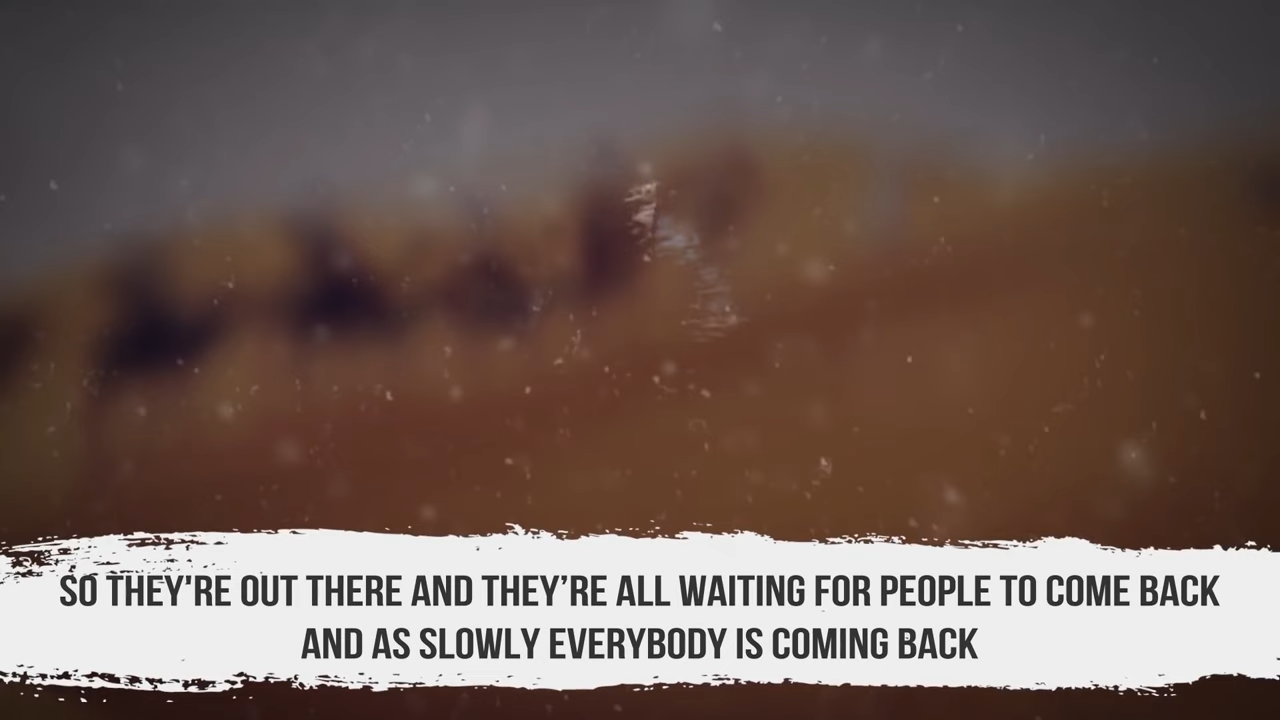 SO THEY'RE OUT THERE AND THEY’RE ALL WAITING FOR PEOPLE TO COME BACK
AND AS SLOWLY EVERYBODY IS COMING BACK